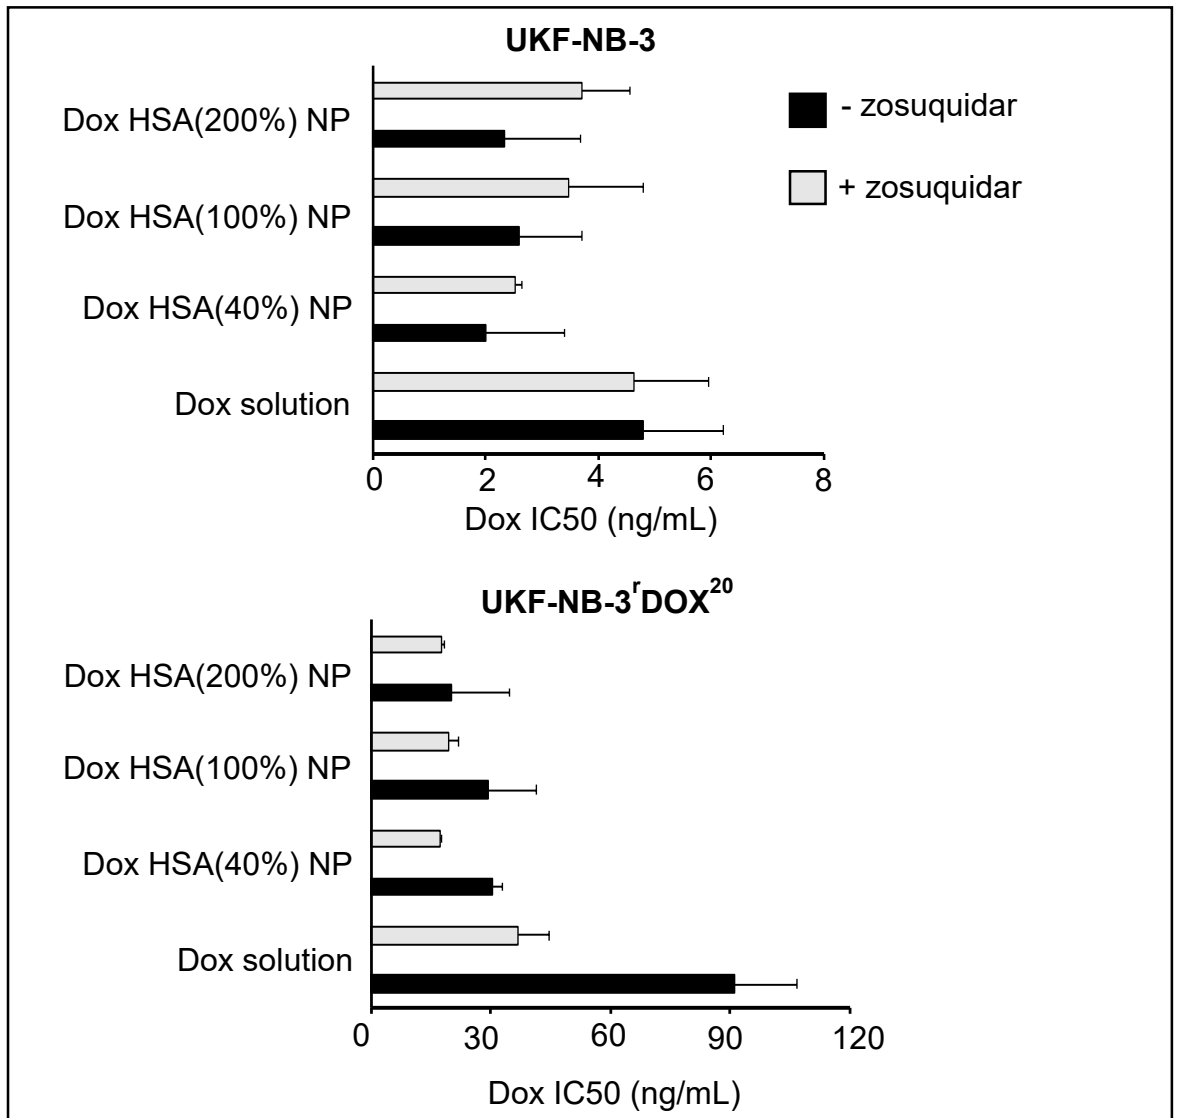 UKF-NB-3
Dox HSA(200%) NP
Dox HSA(100%) NP
Dox HSA(40%) NP
Dox solution
- zosuquidar
+ zosuquidar
0 2 4 6 8
Dox IC50 (ng/mL)
UKF-NB-3rDOX20
Dox HSA(200%) NP
Dox HSA(100%) NP
Dox HSA(40%) NP
Dox solution
0 30 60 90 120
Dox IC50 (ng/mL)